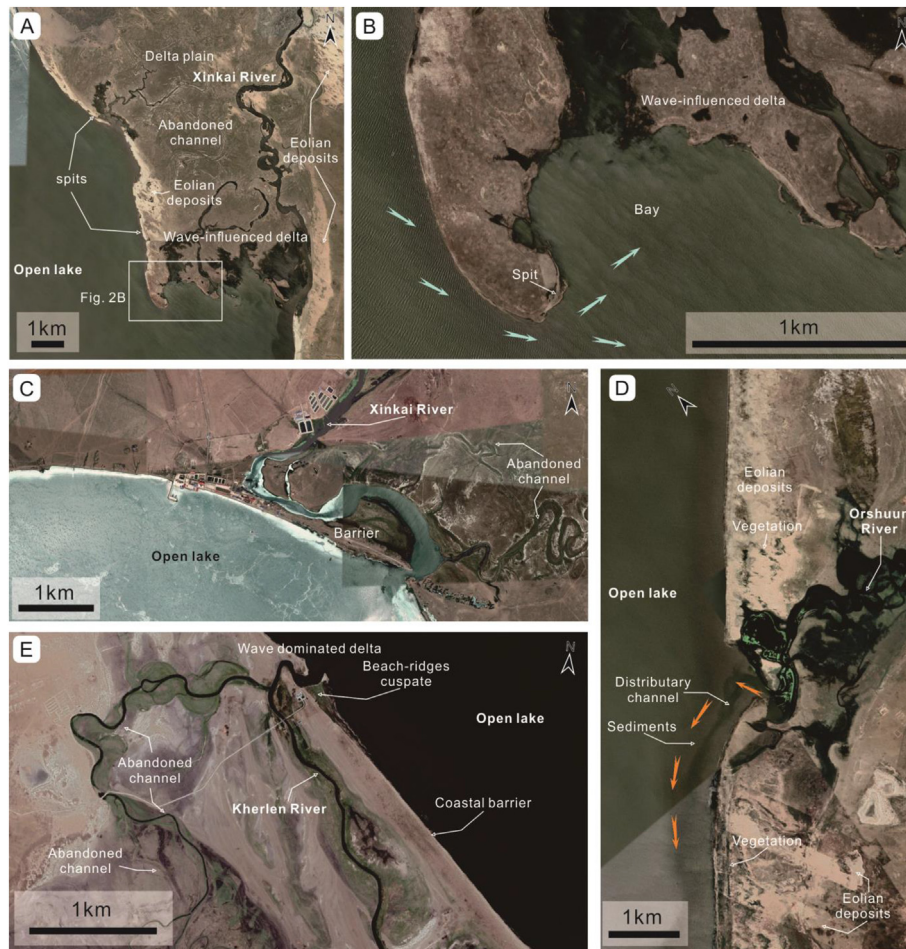 A
N
Delta plain
Xinkai River
Abandoned
channel
Eolian
deposits
spits
Eolian
deposits
Wave-influenced delta
Open lake
Fig. 2B
1km
B
N
Wave-influenced delta
Bay
Spit
1km
C
N
Xinkai River
Abandoned
channel
Barrier
Open lake
1km
D
N
Eolian
deposits
Vegetation
Orshuun
River
Open lake
Distributary
channel
Sediments
Vegetation
Eolian
deposits
1km
E
N
Wave dominated delta
Beach-ridges
cuspate
Open lake
Abandoned
channel
Kherlen River
Coastal barrier
Abandoned
channel
1km